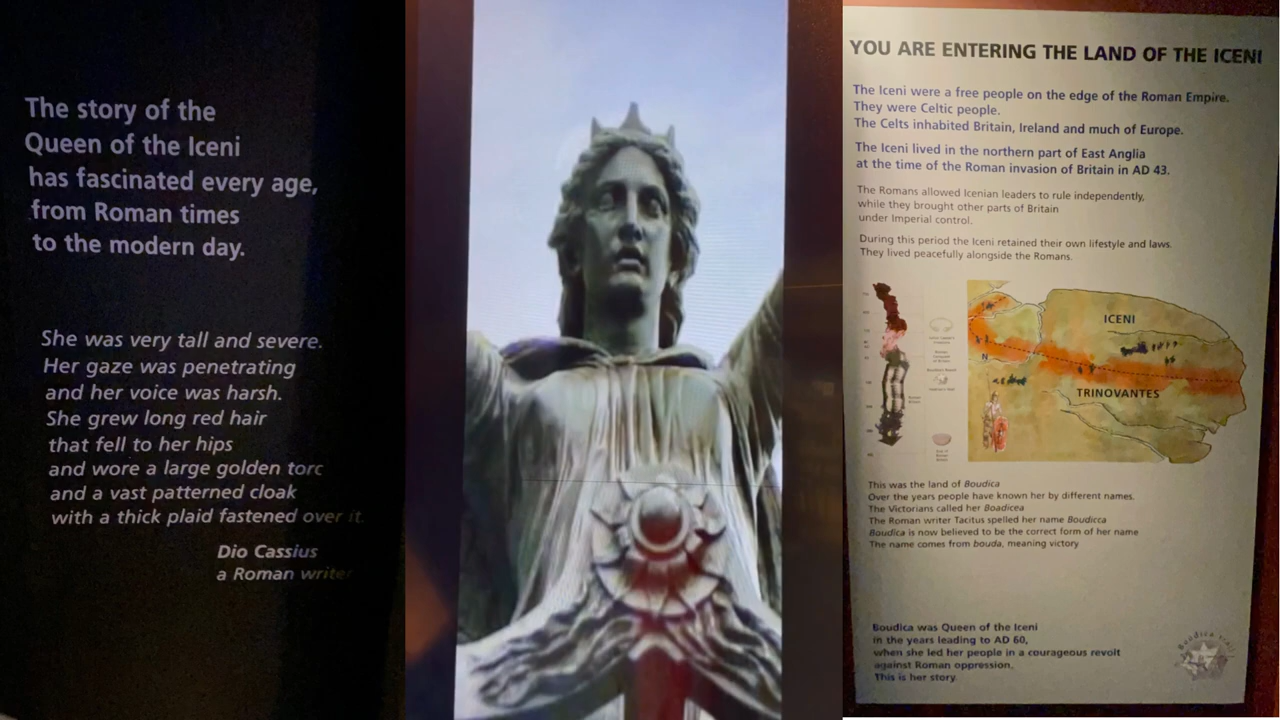 The story of the
Queen of the Iceni
has fascinated every age,
from Roman times
to the modern day.
She was very tall and severe.
Her gaze was penetrating
and her voice was harsh.
She grew long red hair
that fell to her hips
and wore a large golden torc
and a vast patterned cloak
with a thick plaid fastened over it.
Dio Cassius
a Roman writer
YOU ARE ENTERING THE LAND OF THE ICENI
The Iceni were a free people on the edge of the Roman Empire.
They were Celtic people.
The Celts inhabited Britain, Ireland and much of Europe.
The Iceni lived in the northern part of East Anglia
at the time of the Roman invasion of Britain in AD 43.
The Romans allowed Icenian leaders to rule independently,
while they brought other parts of Britain
under Imperial control.
During this period the Iceni retained their own lifestyle and laws.
They lived peacefully alongside the Romans.
ICENI
N
TRINOVANTES
This was the land of Boudica
Over the years people have known her by different names.
The Victorians called her Boadicea
The Roman writer Tacitus spelled her name Boudicca
Boudica is now believed to be the correct form of her name
The name comes from bouda, meaning victory
Boudica was Queen of the Iceni
in the years leading to AD 60,
when she led her people in a courageous revolt
against Roman oppression.
This is her story
Boudica